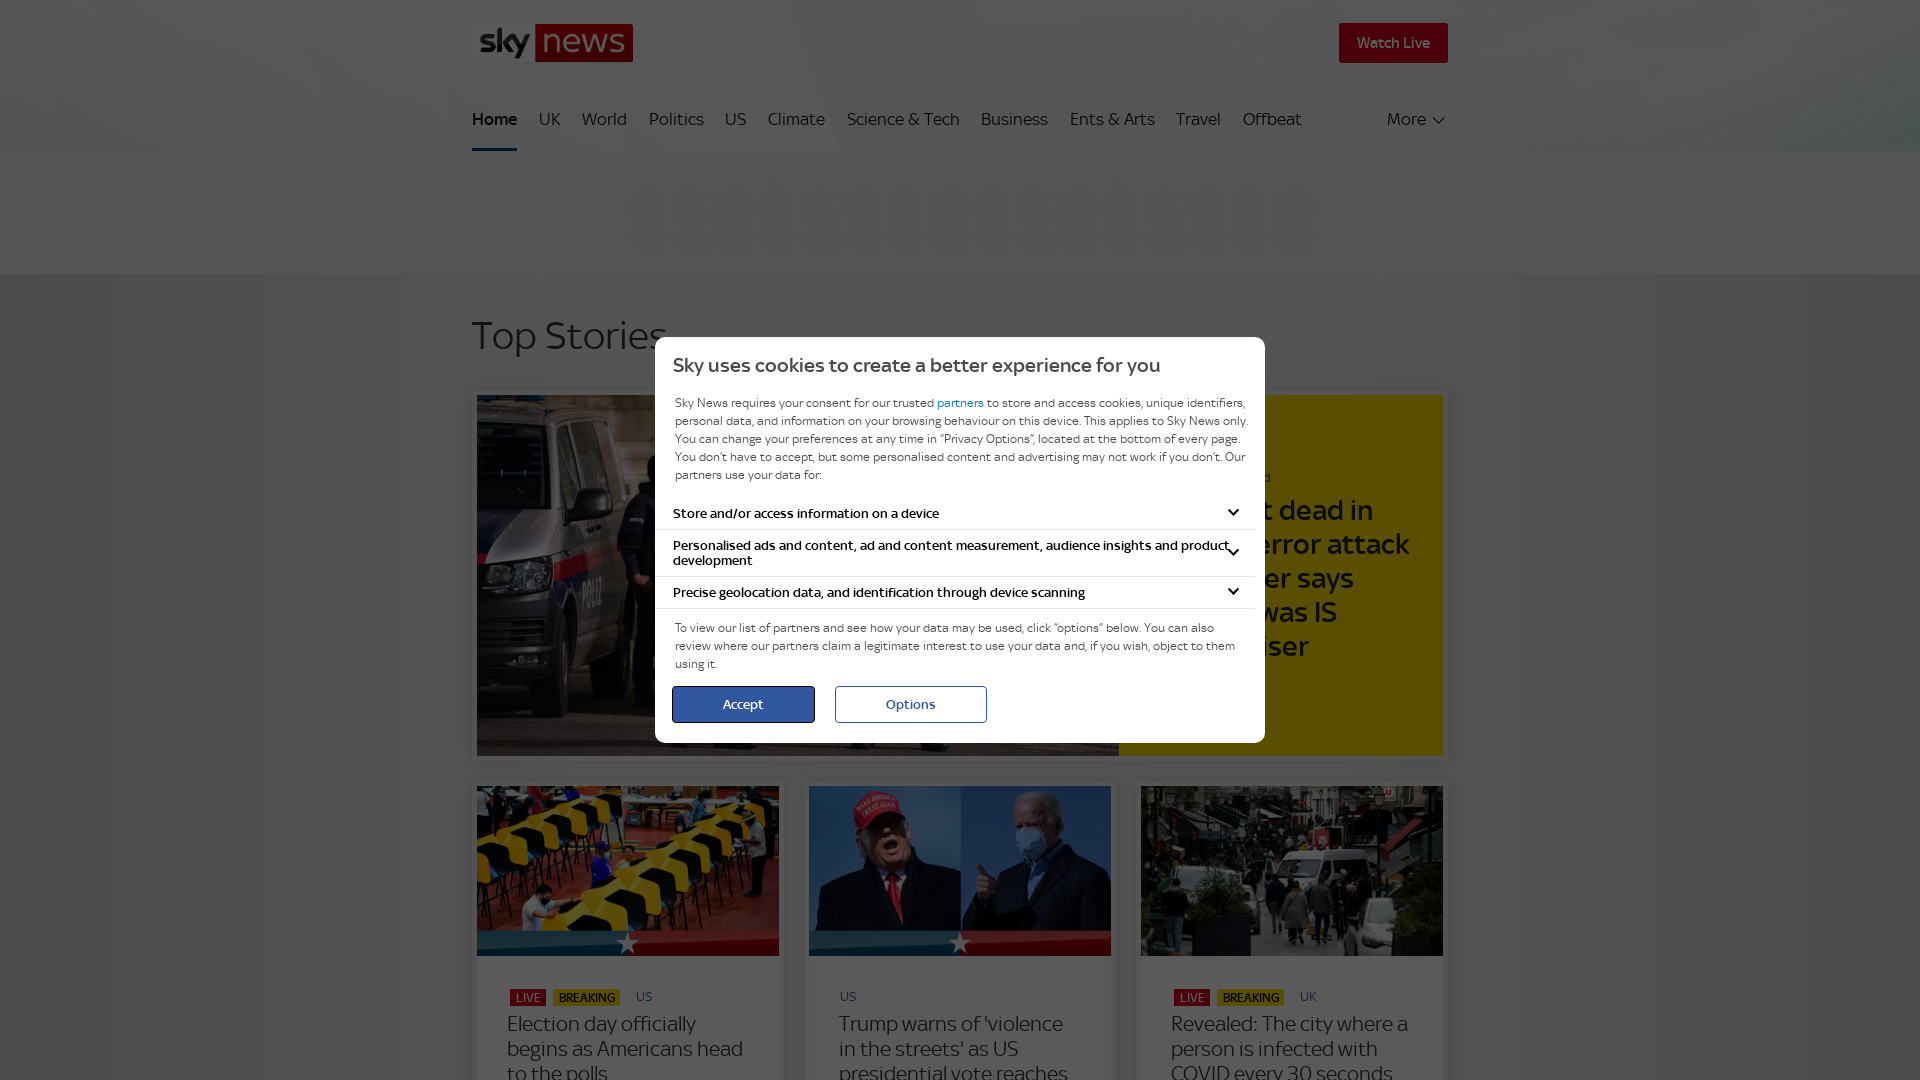 sky news
Watch Live
Home UK World Politics US Climate Science & Tech Business Ents & Arts Travel Offbeat More
Top Stories
Sky uses cookies to create a better experience for you
Sky News requires your consent for our trusted partners to store and access cookies, unique identifiers,
personal data, and information on your browsing behaviour on this device. This applies to Sky News only.
You can change your preferences at any time in “Privacy Options”, located at the bottom of every page.
You don’t have to accept, but some personalised content and advertising may not work if you don’t. Our
partners use your data for:
Store and/or access information on a device
Personalised ads and content, ad and content measurement, audience insights and product
development
Precise geolocation data, and identification through device scanning
To view our list of partners and see how your data may be used, click “options” below. You can also
review where our partners claim a legitimate interest to use your data and, if you wish, object to them
using it.
Accept
Options
dead in
attack
says
was IS
POLIZEI
LIVE BREAKING US
Election day officially
begins as Americans head
to the polls
US
Trump warns of 'violence
in the streets' as US
presidential vote reaches
LIVE BREAKING UK
Revealed: The city where a
person is infected with
COVID every 30 seconds